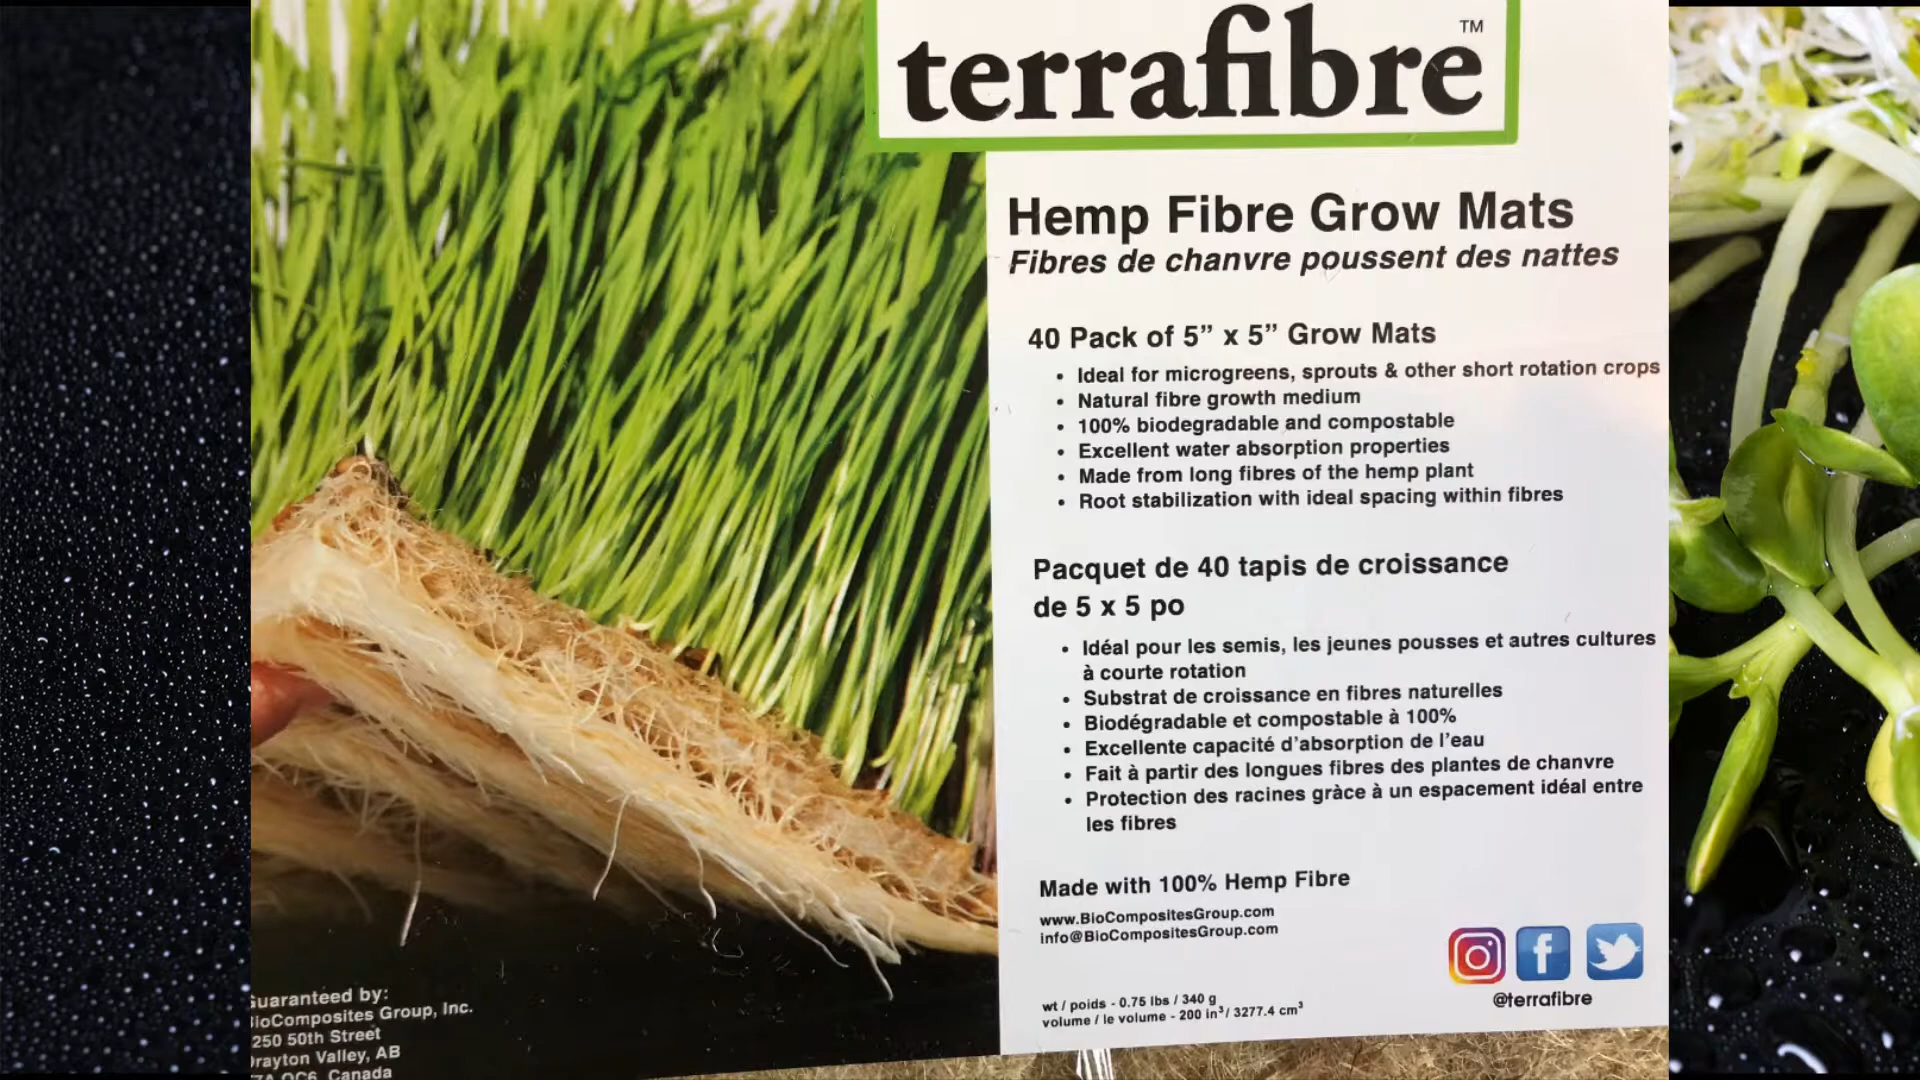 terrafibre™
Hemp Fibre Grow Mats
Fibres de chanvre poussent des nattes
40 Pack of 5” x 5” Grow Mats
• Ideal for microgreens, sprouts & other short rotation crops
• Natural fibre growth medium
• 100% biodegradable and compostable
• Excellent water absorption properties
• Made from long fibres of the hemp plant
• Root stabilization with ideal spacing within fibres
Pacquet de 40 tapis de croissance
de 5 x 5 po
• Idéal pour les semis, les jeunes pousses et autres cultures
à courte rotation
• Substrat de croissance en fibres naturelles
• Biodégradable et compostable à 100%
• Excellente capacité d’absorption de l’eau
• Fait à partir des longues fibres des plantes de chanvre
• Protection des racines gràce à un espacement idéal entre
les fibres
Made with 100% Hemp Fibre
www.BioCompositesGroup.com
info@BioCompositesGroup.com
wt / poids - 0.75 lbs / 340 g
volume / le volume - 200 in³/ 3277.4 cm³
@terrafibre
Guaranteed by:
BioComposites Group, Inc.
250 50th Street
Drayton Valley, AB
0C6, Canada